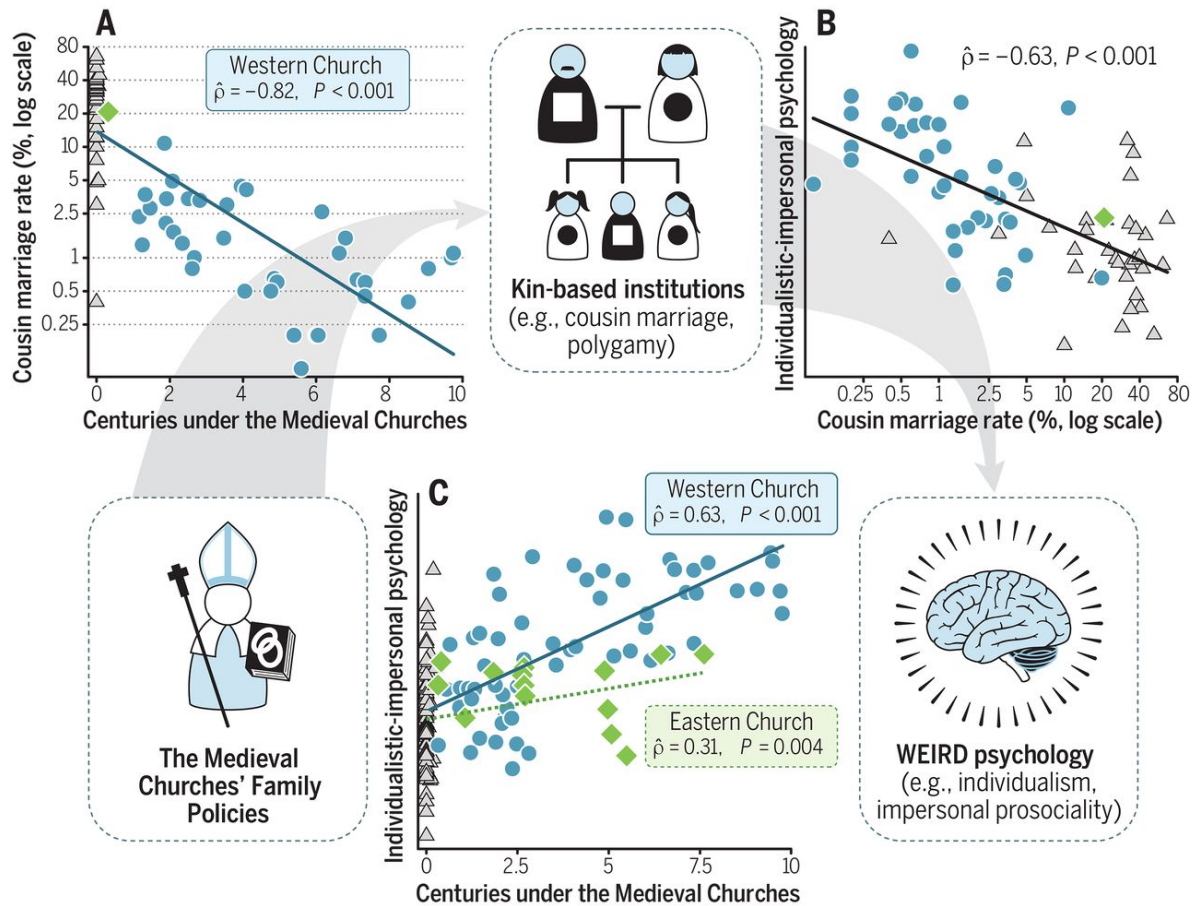 A
Cousin marriage rate (%, log scale)
80
40
20
10
5
2.5
1
0.5
0.25
Western Church
ρ̂ = −0.82, P < 0.001
0 2 4 6 8 10
Centuries under the Medieval Churches
Kin-based institutions
(e.g., cousin marriage,
polygamy)
B
Individualistic-impersonal psychology
ρ̂ = −0.63, P < 0.001
0.25 0.5 1 2.5 5 10 20 40 80
Cousin marriage rate (%, log scale)
The Medieval
Churches’ Family
Policies
C
Individualistic-impersonal psychology
Western Church
ρ̂ = 0.63, P < 0.001
Eastern Church
ρ̂ = 0.31, P = 0.004
0 2.5 5 7.5 10
Centuries under the Medieval Churches
WEIRD psychology
(e.g., individualism,
impersonal prosociality)